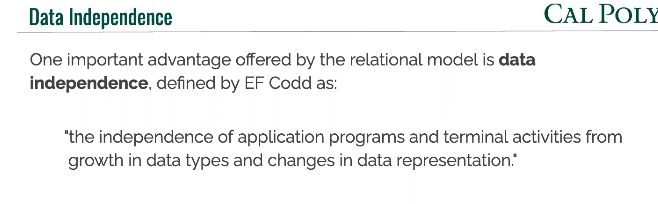 Data Independence
CAL POLY
One important advantage offered by the relational model is data
independence, defined by EF Codd as:
"the independence of application programs and terminal activities from
growth in data types and changes in data representation."